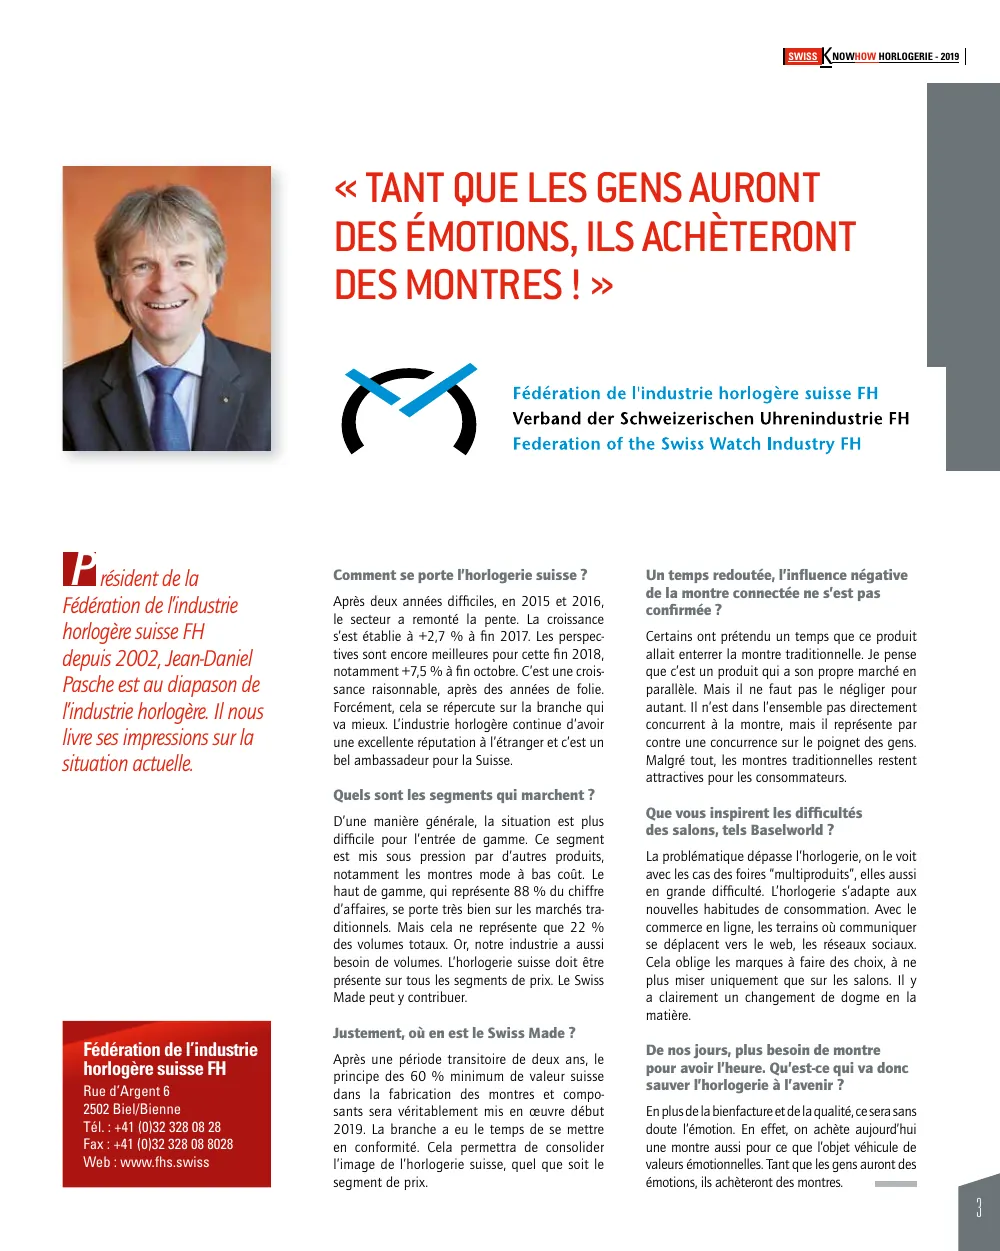 SWISS KNOWHOW HORLOGERIE - 2019
« TANT QUE LES GENS AURONT
DES ÉMOTIONS, ILS ACHÈTERONT
DES MONTRES ! »
Fédération de l'industrie horlogère suisse FH
Verband der Schweizerischen Uhrenindustrie FH
Federation of the Swiss Watch Industry FH
Président de la
Fédération de l’industrie
horlogère suisse FH
depuis 2002, Jean-Daniel
Pasche est au diapason de
l’industrie horlogère. Il nous
livre ses impressions sur la
situation actuelle.
Fédération de l’industrie
horlogère suisse FH
Rue d’Argent 6
2502 Biel/Bienne
Tél. : +41 (0)32 328 08 28
Fax : +41 (0)32 328 08 8028
Web : www.fhs.swiss
Comment se porte l’horlogerie suisse ?
Après deux années difficiles, en 2015 et 2016,
le secteur a remonté la pente. La croissance
s’est établie à +2,7 % à fin 2017. Les perspec-
tives sont encore meilleures pour cette fin 2018,
notamment +7,5 % à fin octobre. C’est une crois-
sance raisonnable, après des années de folie.
Forcément, cela se répercute sur la branche qui
va mieux. L’industrie horlogère continue d’avoir
une excellente réputation à l’étranger et c’est un
bel ambassadeur pour la Suisse.
Quels sont les segments qui marchent ?
D’une manière générale, la situation est plus
difficile pour l’entrée de gamme. Ce segment
est mis sous pression par d’autres produits,
notamment les montres mode à bas coût. Le
haut de gamme, qui représente 88 % du chiffre
d’affaires, se porte très bien sur les marchés tra-
ditionnels. Mais cela ne représente que 22 %
des volumes totaux. Or, notre industrie a aussi
besoin de volumes. L’horlogerie suisse doit être
présente sur tous les segments de prix. Le Swiss
Made peut y contribuer.
Justement, où en est le Swiss Made ?
Après une période transitoire de deux ans, le
principe des 60 % minimum de valeur suisse
dans la fabrication des montres et compo-
sants sera véritablement mis en œuvre début
2019. La branche a eu le temps de se mettre
en conformité. Cela permettra de consolider
l’image de l’horlogerie suisse, quel que soit le
segment de prix.
Un temps redoutée, l’influence négative
de la montre connectée ne s’est pas
confirmée ?
Certains ont prétendu un temps que ce produit
allait enterrer la montre traditionnelle. Je pense
que c’est un produit qui a son propre marché en
parallèle. Mais il ne faut pas le négliger pour
autant. Il n’est dans l’ensemble pas directement
concurrent à la montre, mais il représente par
contre une concurrence sur le poignet des gens.
Malgré tout, les montres traditionnelles restent
attractives pour les consommateurs.
Que vous inspirent les difficultés
des salons, tels Baselworld ?
La problématique dépasse l’horlogerie, on le voit
avec les cas des foires “multiproduits”, elles aussi
en grande difficulté. L’horlogerie s’adapte aux
nouvelles habitudes de consommation. Avec le
commerce en ligne, les terrains où communiquer
se déplacent vers le web, les réseaux sociaux.
Cela oblige les marques à faire des choix, à ne
plus miser uniquement que sur les salons. Il y
a clairement un changement de dogme en la
matière.
De nos jours, plus besoin de montre
pour avoir l’heure. Qu’est-ce qui va donc
sauver l’horlogerie à l’avenir ?
En plus de la bienfacture et de la qualité, ce sera sans
doute l’émotion. En effet, on achète aujourd’hui
une montre aussi pour ce que l’objet véhicule de
valeurs émotionnelles. Tant que les gens auront des
émotions, ils achèteront des montres.
3